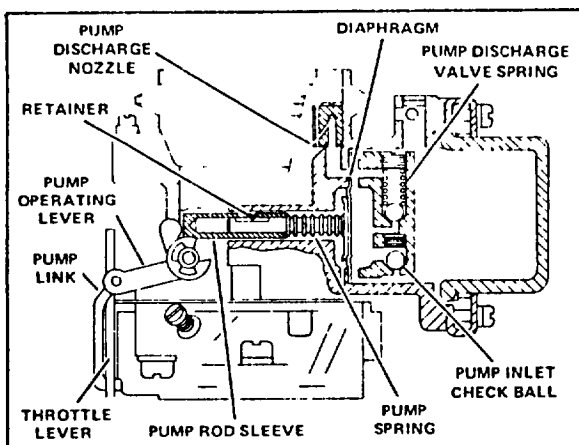 PUMP
DISCHARGE
NOZZLE
DIAPHRAGM
PUMP DISCHARGE
VALVE SPRING
RETAINER
PUMP
OPERATING
LEVER
PUMP
LINK
THROTTLE
LEVER
PUMP ROD SLEEVE
PUMP
SPRING
PUMP INLET
CHECK BALL